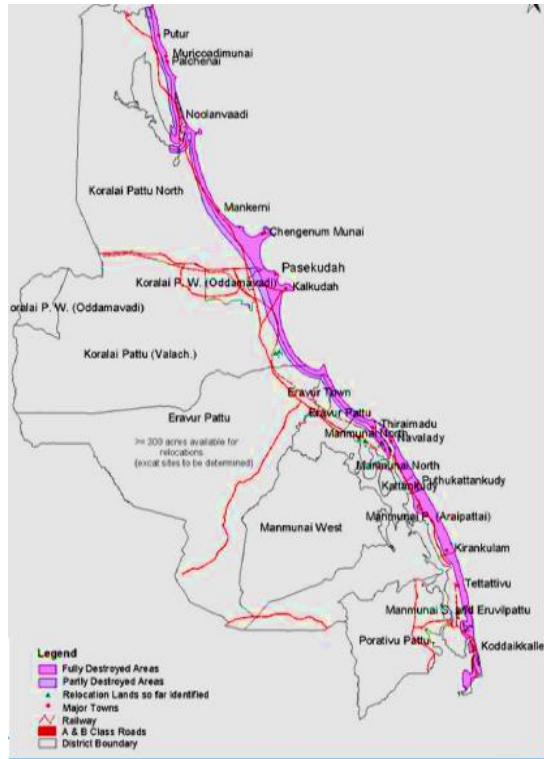 Putur
Muricoadimunai
Palchenai
Noolanvaadi
Koralai Pattu North
Mankerni
Chengenum Munai
Pasekudah
Koralai P. W. (Oddamavadi)
Kalkudah
oralai P. W. (Oddamavadi)
Koralai Pattu (Valach.)
Eravur Town
Eravur Pattu
Eravur Pattu
Thiraimadu
Manmunai North
Navalady
>= 300 acres available for
relocations
(excat sites to be determined)
Manmunai North
Kattankudy
Puthukattankudy
Manmunai P. (Araipattai)
Manmunai West
Kirankulam
Tettattivu
Manmunai S. and Eruvilpattu
Porativu Pattu
Koddaikkalle
Legend
Fully Destroyed Areas
Partly Destroyed Areas
Relocation Lands so far Identified
Major Towns
Railway
A & B Class Roads
District Boundary